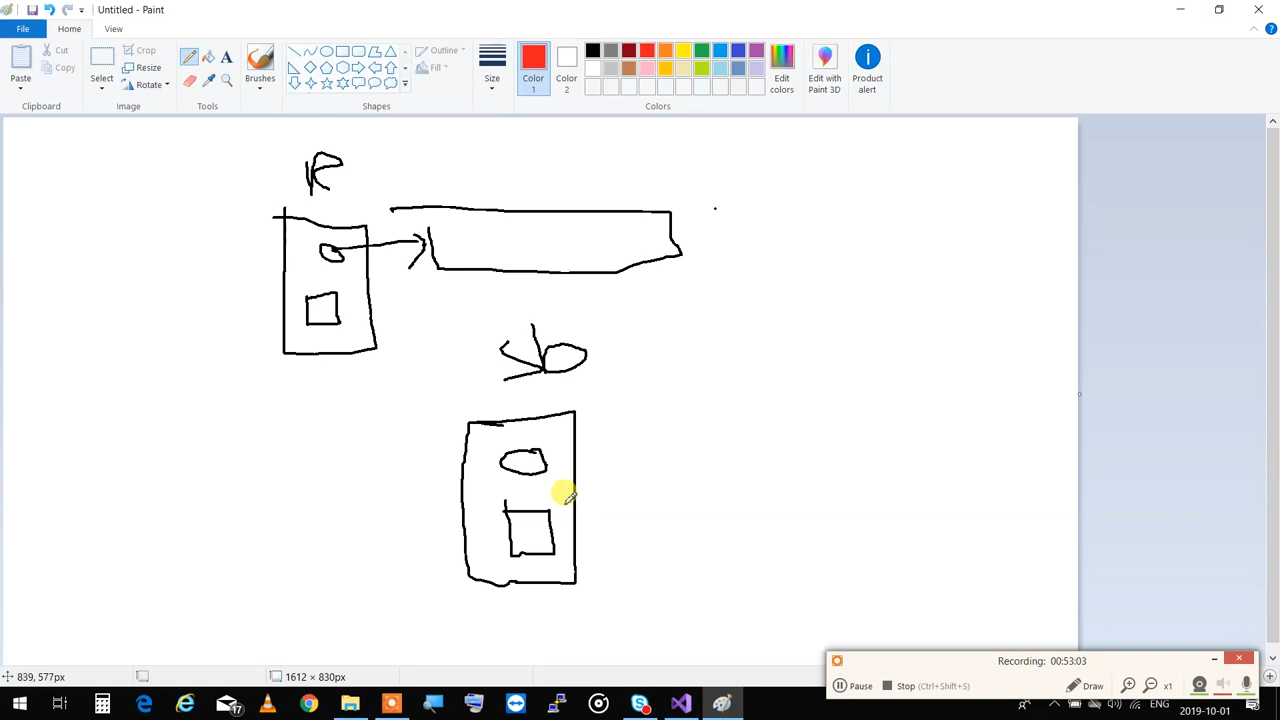 Untitled - Paint
File
Home
View
Paste
Cut
Copy
Clipboard
Select
Crop
Resize
Rotate
Image
A
Tools
Brushes
Outline
Fill
Shapes
Size
Color 1
Color 2
Edit colors
Colors
Edit with Paint 3D
Product alert
R
Recording: 00:53:03
Pause
Stop (Ctrl+Shift+S)
Draw
x1
839, 577px
1612 × 830px
17
ENG
2019-10-01